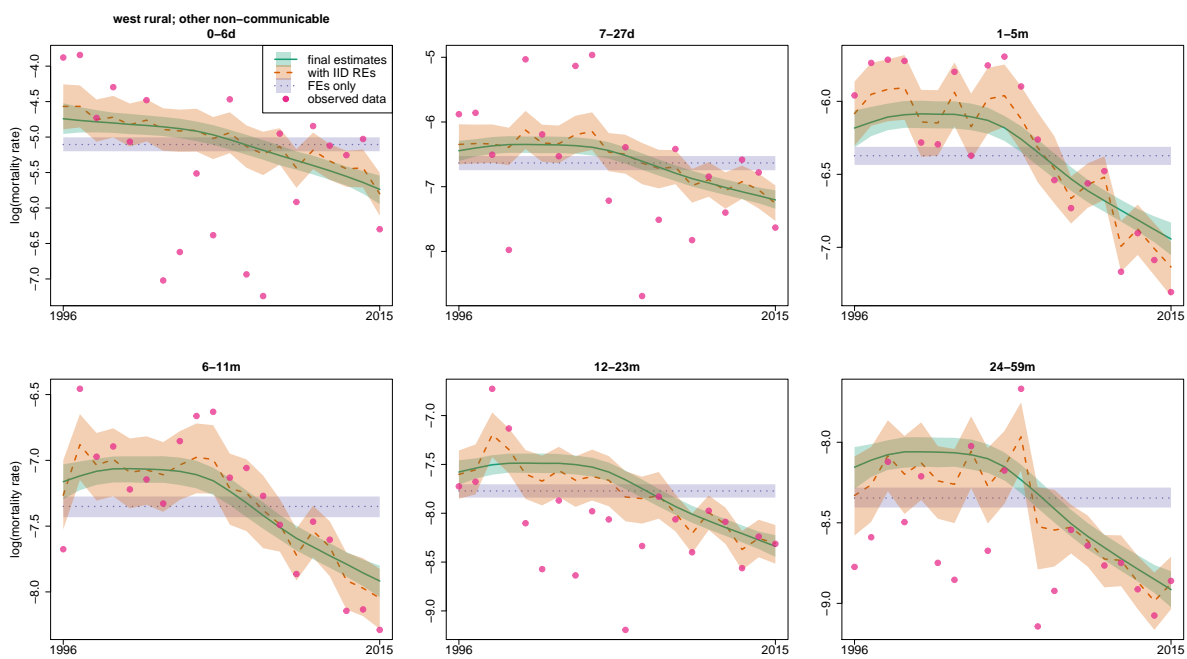 west rural; other non−communicable
0−6d
7−27d
1−5m
final estimates
with IID REs
FEs only
observed data
log(mortality rate)
−4.0
−4.5
−5.0
−5.5
−6.0
−6.5
−7.0
1996
2015
−5
−6
−7
−8
1996
2015
−6.0
−6.5
−7.0
1996
2015
6−11m
12−23m
24−59m
log(mortality rate)
−6.5
−7.0
−7.5
−8.0
1996
2015
−7.0
−7.5
−8.0
−8.5
−9.0
1996
2015
−8.0
−8.5
−9.0
1996
2015